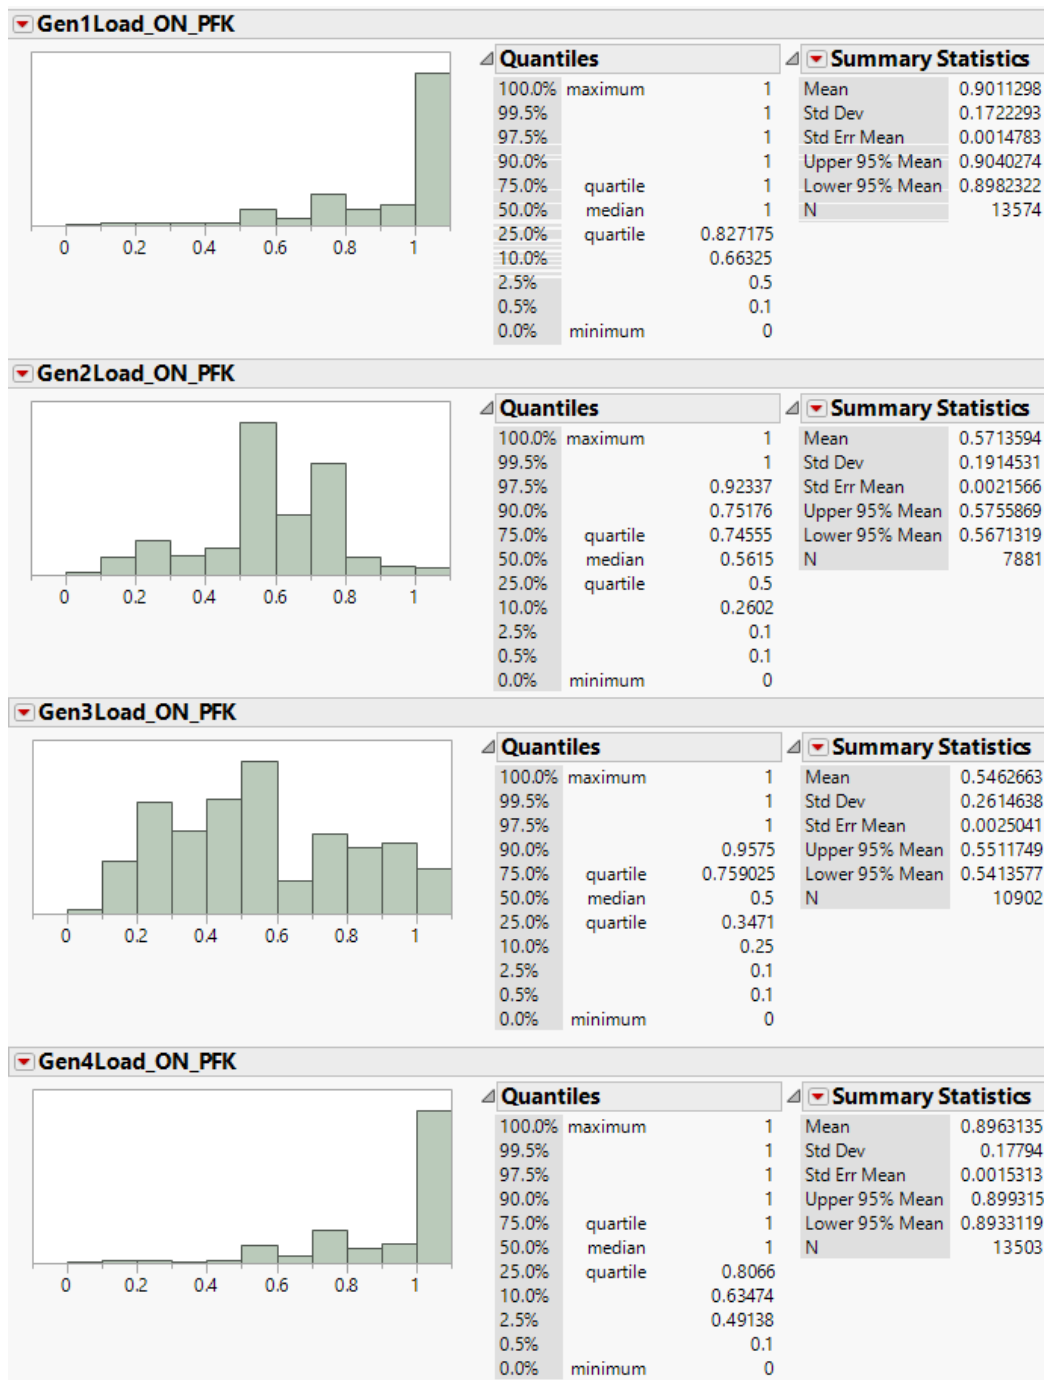 Gen1Load_ON_PFK
Quantiles
100.0% maximum 1
99.5% 1
97.5% 1
90.0% 1
75.0% quartile 1
50.0% median 1
25.0% quartile 0.827175
10.0% 0.66325
2.5% 0.5
0.5% 0.1
0.0% minimum 0
Summary Statistics
Mean 0.9011298
Std Dev 0.1722293
Std Err Mean 0.0014783
Upper 95% Mean 0.9040274
Lower 95% Mean 0.8982322
N 13574
0 0.2 0.4 0.6 0.8 1
Gen2Load_ON_PFK
Quantiles
100.0% maximum 1
99.5% 1
97.5% 0.92337
90.0% 0.75176
75.0% quartile 0.74555
50.0% median 0.5615
25.0% quartile 0.5
10.0% 0.2602
2.5% 0.1
0.5% 0.1
0.0% minimum 0
Summary Statistics
Mean 0.5713594
Std Dev 0.1914531
Std Err Mean 0.0021566
Upper 95% Mean 0.5755869
Lower 95% Mean 0.5671319
N 7881
0 0.2 0.4 0.6 0.8 1
Gen3Load_ON_PFK
Quantiles
100.0% maximum 1
99.5% 1
97.5% 1
90.0% 0.9575
75.0% quartile 0.759025
50.0% median 0.5
25.0% quartile 0.3471
10.0% 0.25
2.5% 0.1
0.5% 0.1
0.0% minimum 0
Summary Statistics
Mean 0.5462663
Std Dev 0.2614638
Std Err Mean 0.0025041
Upper 95% Mean 0.5511749
Lower 95% Mean 0.5413577
N 10902
0 0.2 0.4 0.6 0.8 1
Gen4Load_ON_PFK
Quantiles
100.0% maximum 1
99.5% 1
97.5% 1
90.0% 1
75.0% quartile 1
50.0% median 1
25.0% quartile 0.8066
10.0% 0.63474
2.5% 0.49138
0.5% 0.1
0.0% minimum 0
Summary Statistics
Mean 0.8963135
Std Dev 0.17794
Std Err Mean 0.0015313
Upper 95% Mean 0.899315
Lower 95% Mean 0.8933119
N 13503
0 0.2 0.4 0.6 0.8 1